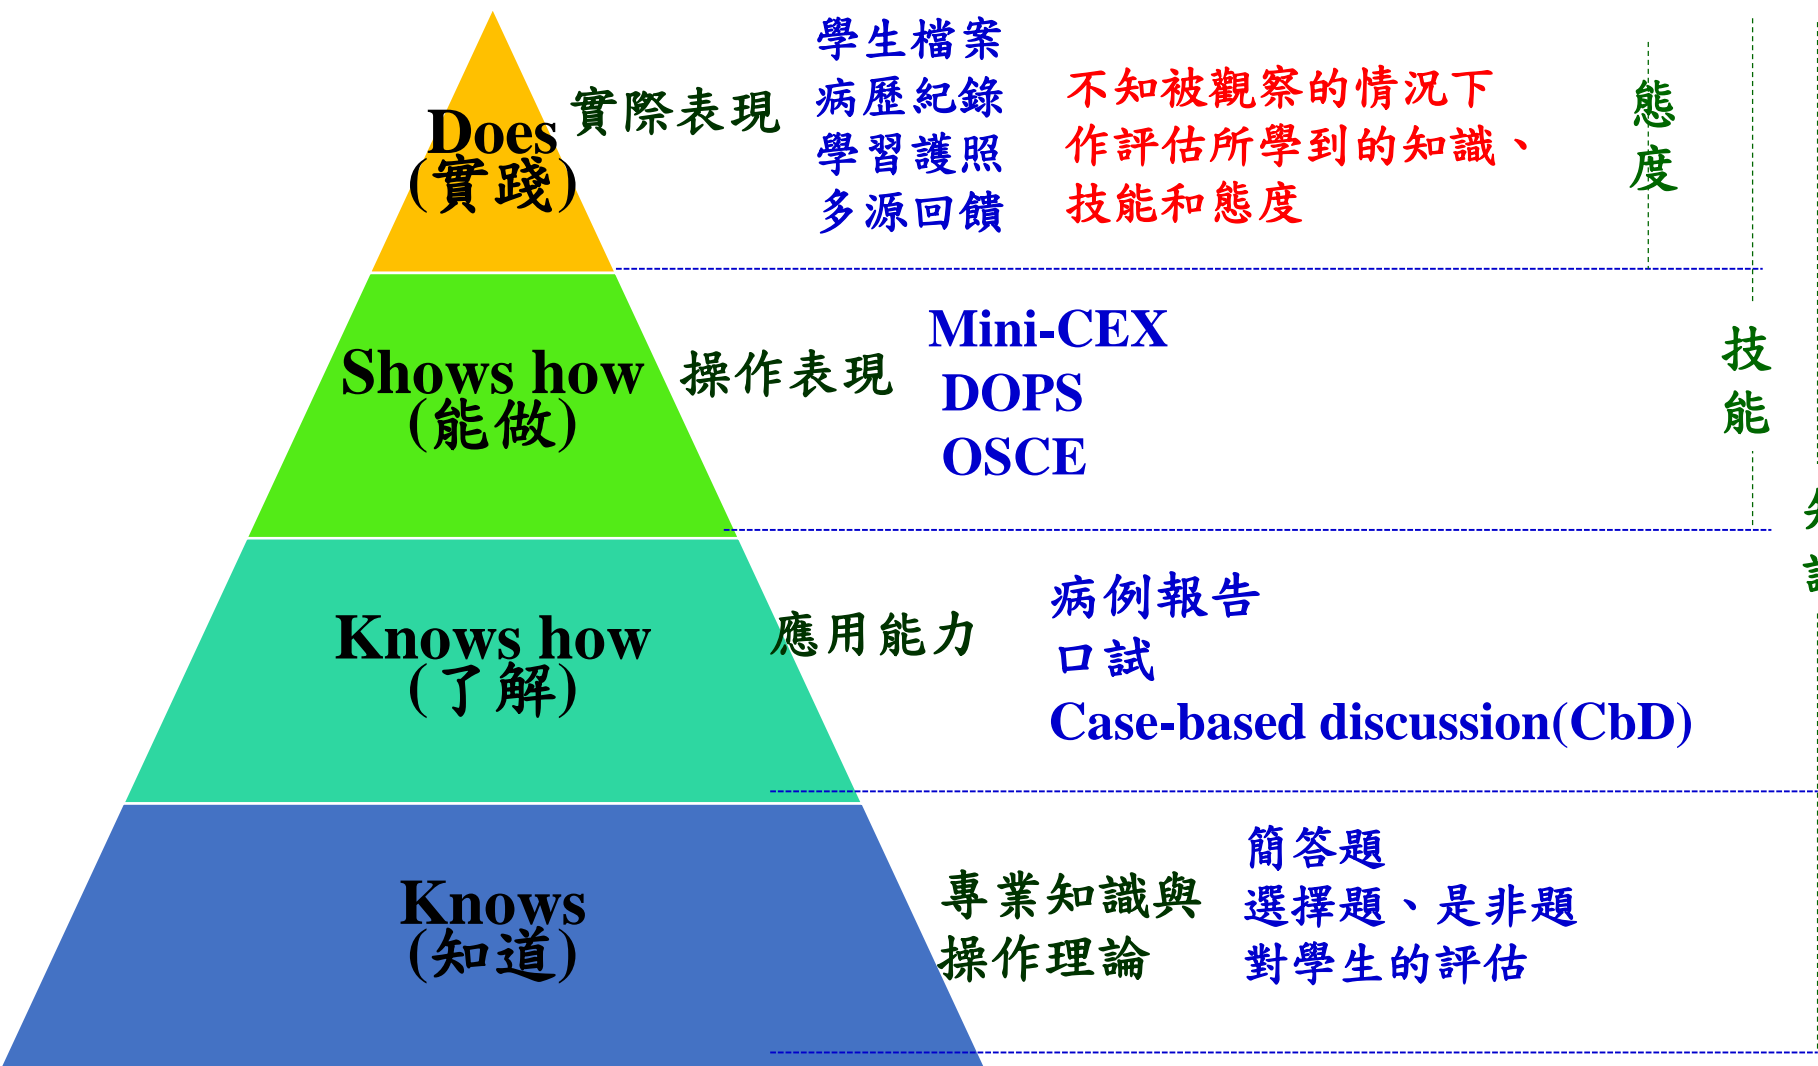 Does
(實踐)
實際表現
學生檔案
病歷紀錄
學習護照
多源回饋
不知被觀察的情況下
作評估所學到的知識、
技能和態度
態
度
Shows how
(能做)
操作表現
Mini-CEX
DOPS
OSCE
技
能
Knows how
(了解)
應用能力
病例報告
口試
Case-based discussion(CbD)
Knows
(知道)
專業知識與
操作理論
簡答題
選擇題、是非題
對學生的評估